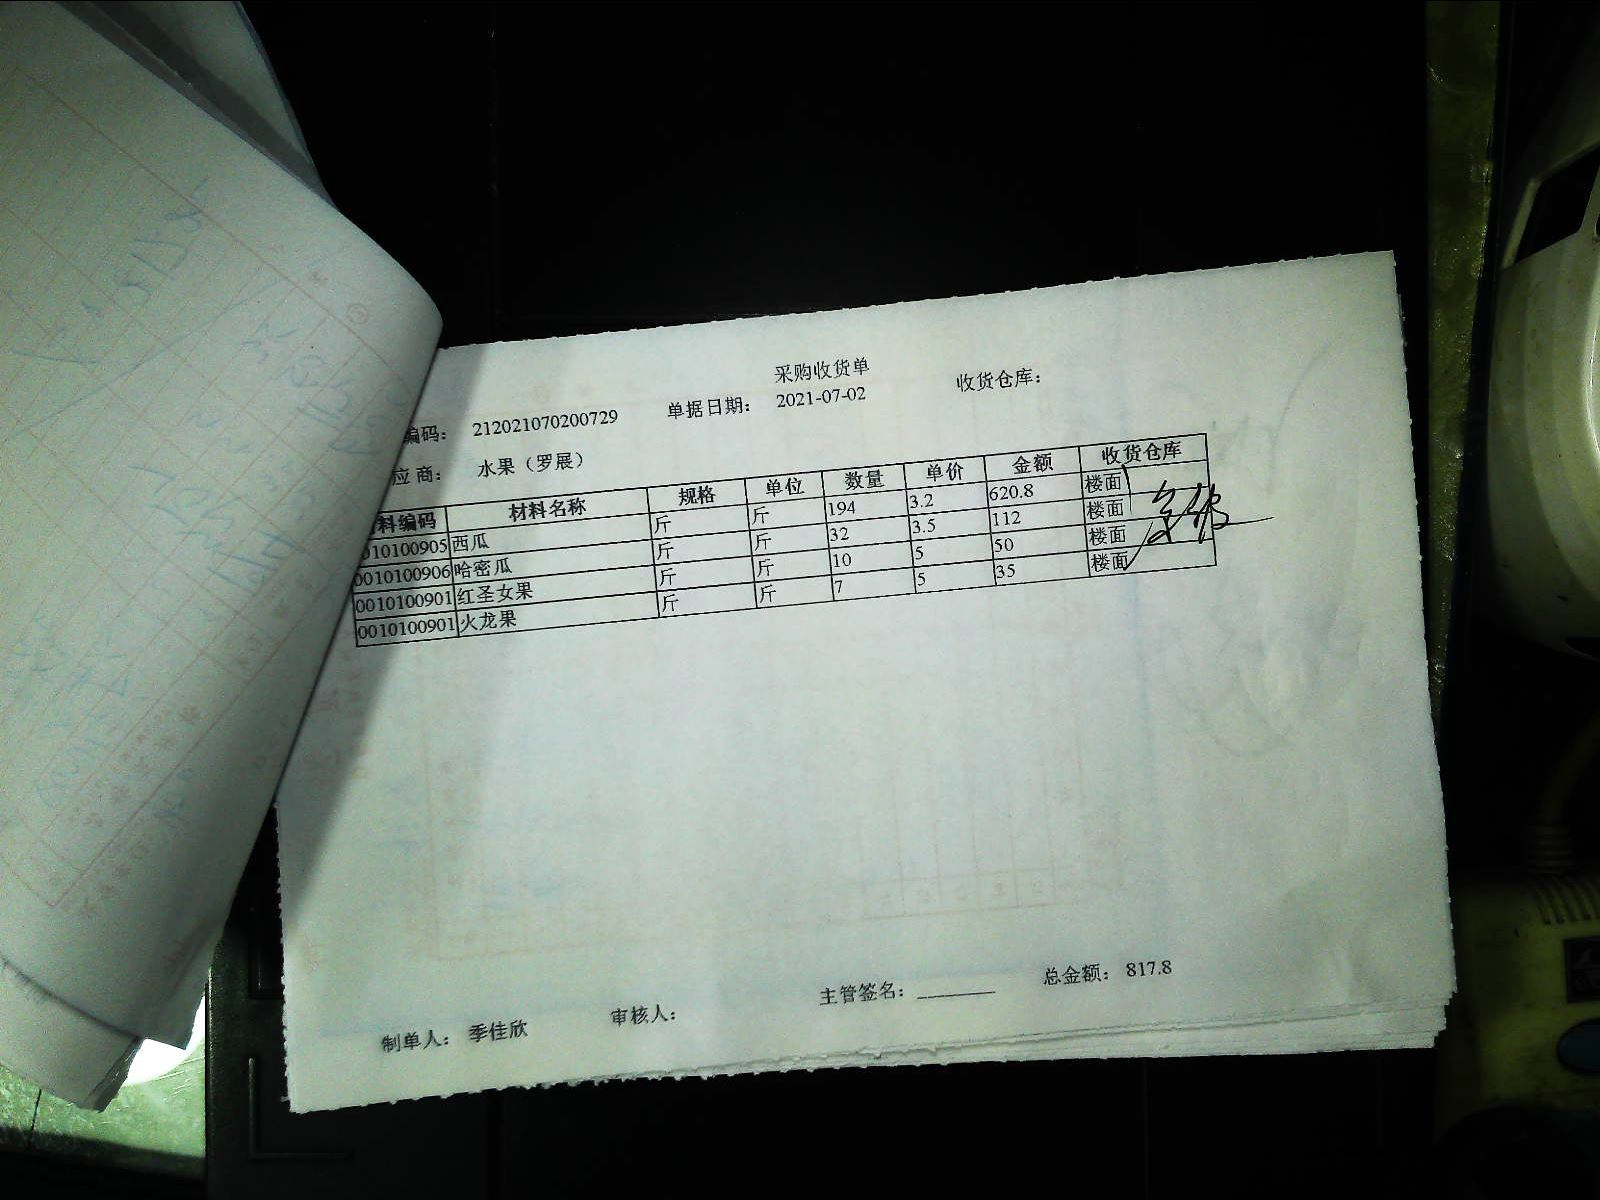 采购收货单
编码： 212021070200729 单据日期： 2021-07-02 收货仓库：
应商： 水果（罗展）
料编码 材料名称 规格 单位 数量 单价 金额 收货仓库
010100905 西瓜 斤 斤 194 3.2 620.8 楼面
0010100906 哈密瓜 斤 斤 32 3.5 112 楼面
0010100901 红圣女果 斤 斤 10 5 50 楼面
0010100901 火龙果 斤 斤 7 5 35 楼面
制单人： 季佳欣 审核人： 主管签名： 总金额： 817.8